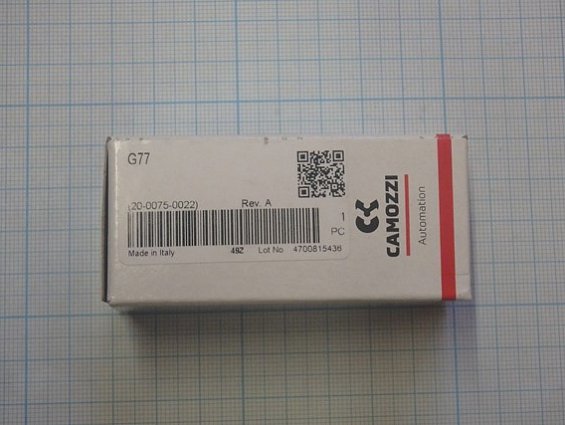 G77
(20-0075-0022) Rev. A
1
PC
Made in Italy 49Z Lot No 4700815436
CAMOZZI
Automation